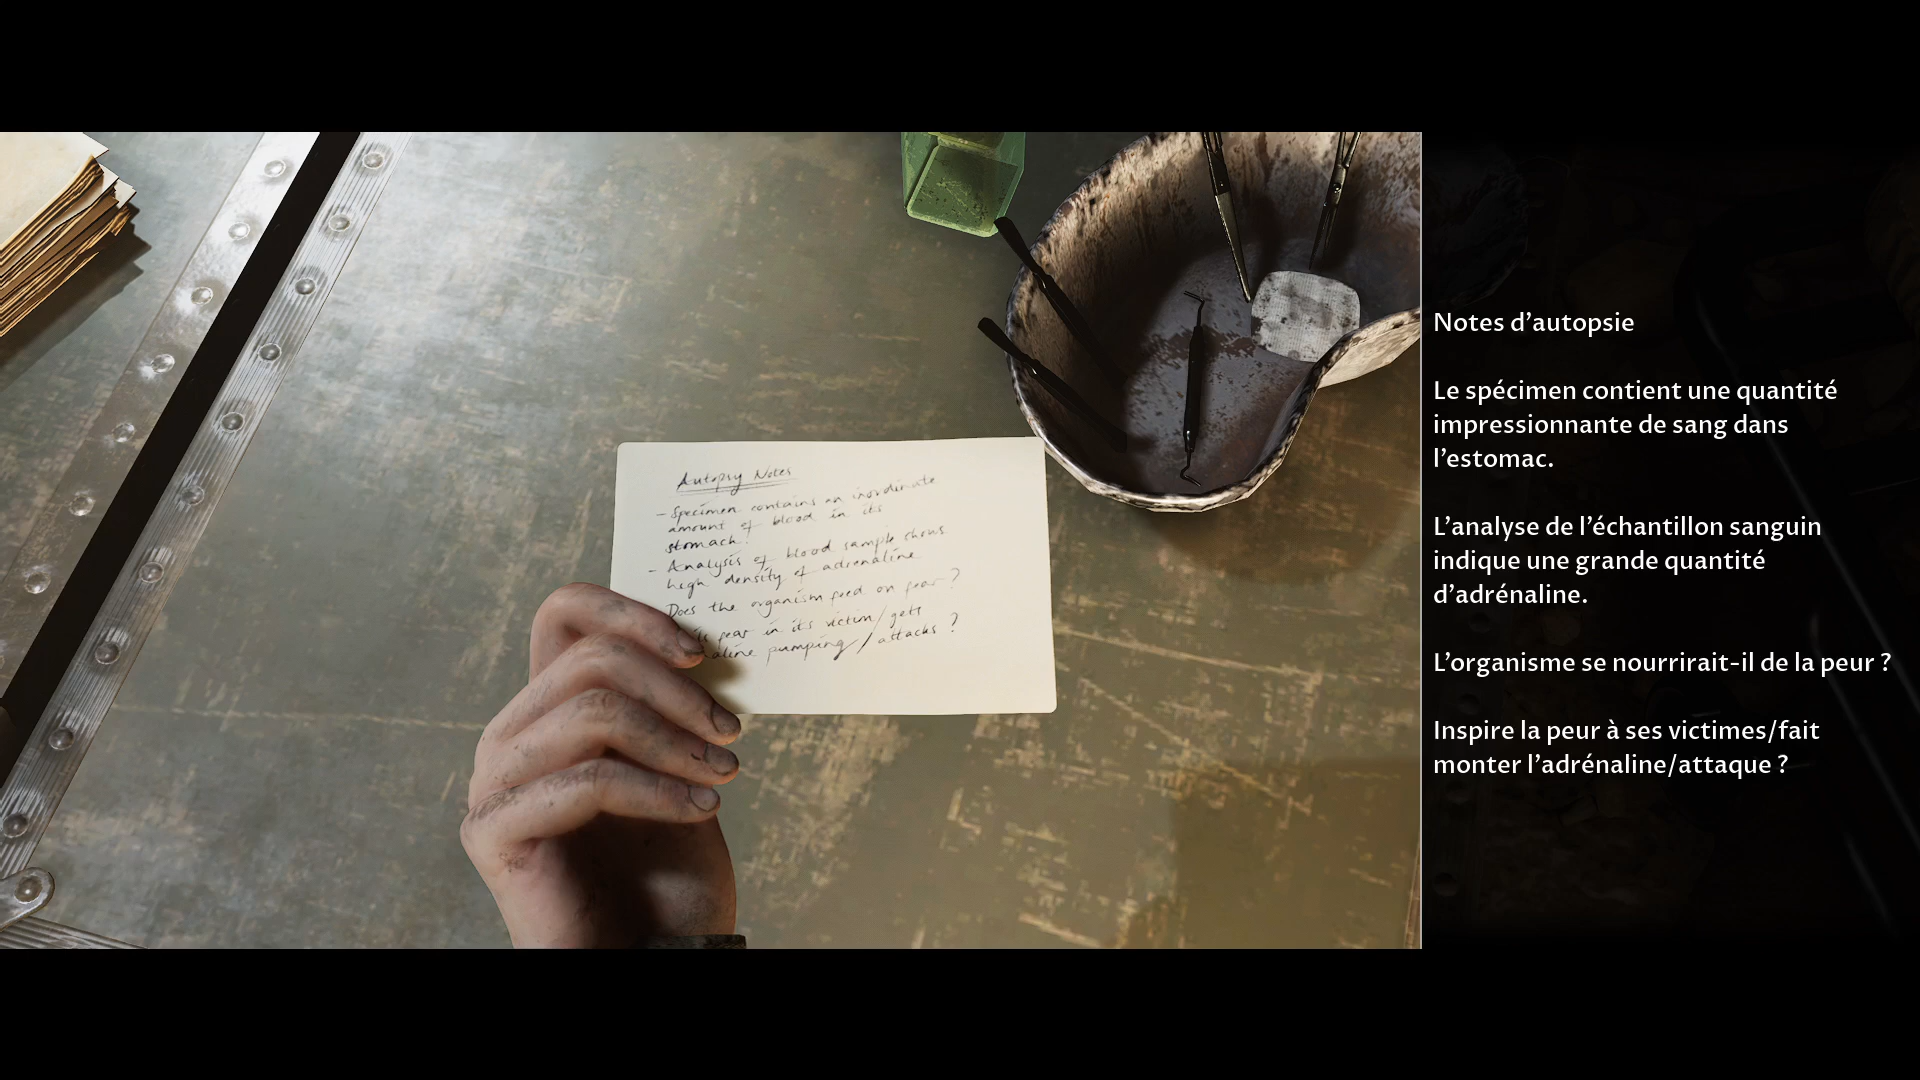 Autopsy Notes
- Specimen contains an inordinate
amount of blood in its
stomach.
- Analysis of blood sample shows
high density of adrenaline
Does the organism feed on fear?
fear in its victim/gets
pumping/attacks?
Notes d'autopsie
Le spécimen contient une quantité
impressionnante de sang dans
l'estomac.
L'analyse de l'échantillon sanguin
indique une grande quantité
d'adrénaline.
L'organisme se nourrirait-il de la peur ?
Inspire la peur à ses victimes/fait
monter l'adrénaline/attaque ?